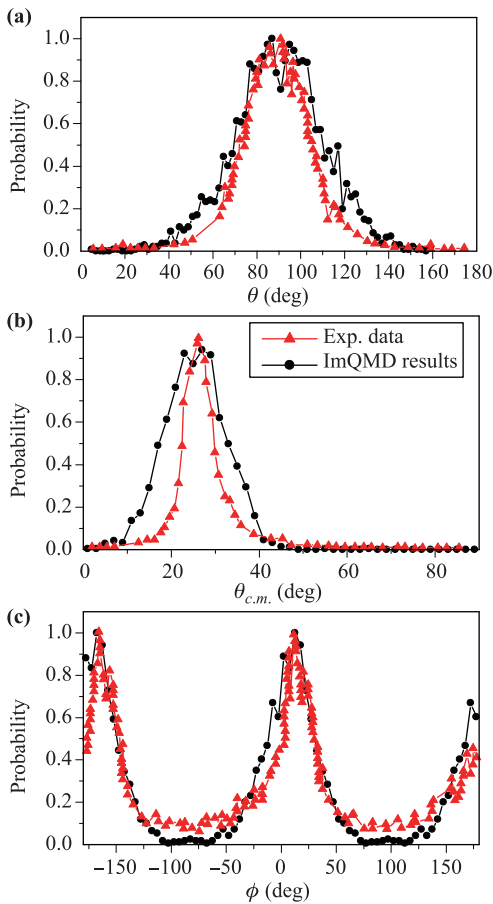 (a)
1.0
0.8
0.6
0.4
0.2
0.0
Probability
0 20 40 60 80 100 120 140 160 180
θ (deg)
(b)
1.0
0.8
0.6
0.4
0.2
0.0
Probability
Exp. data
ImQMD results
0 20 40 60 80
θc.m. (deg)
(c)
1.0
0.8
0.6
0.4
0.2
0.0
Probability
−150 −100 −50 0 50 100 150
ϕ (deg)